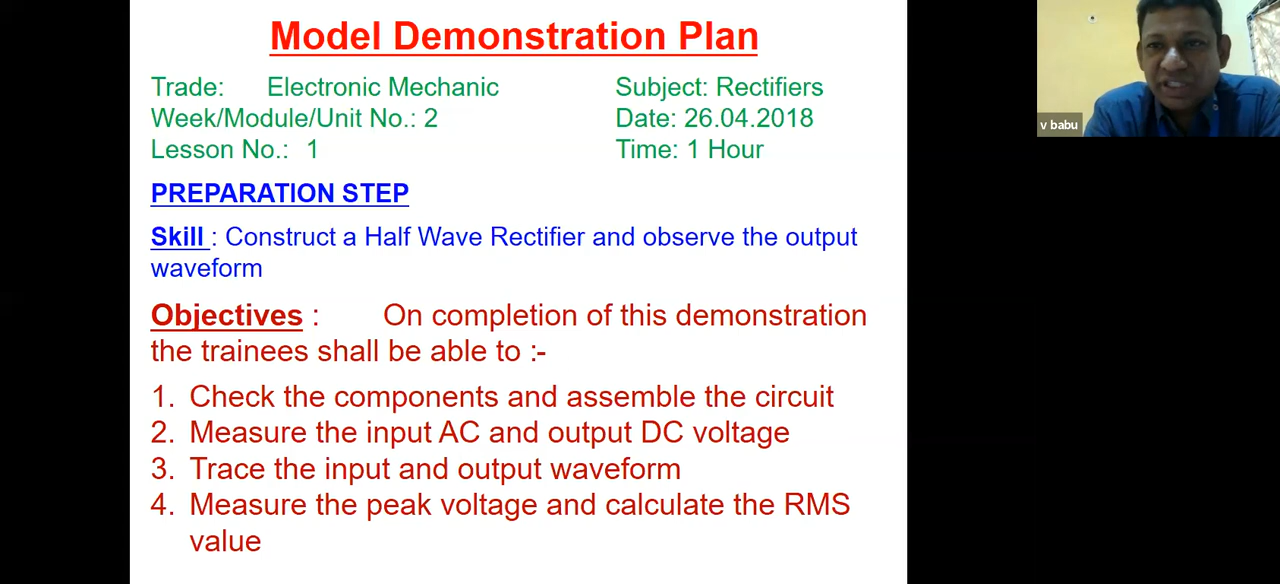 Model Demonstration Plan
Trade: Electronic Mechanic Subject: Rectifiers
Week/Module/Unit No.: 2 Date: 26.04.2018
Lesson No.: 1 Time: 1 Hour
PREPARATION STEP
Skill : Construct a Half Wave Rectifier and observe the output
waveform
Objectives : On completion of this demonstration
the trainees shall be able to :-
1. Check the components and assemble the circuit
2. Measure the input AC and output DC voltage
3. Trace the input and output waveform
4. Measure the peak voltage and calculate the RMS
value
v babu